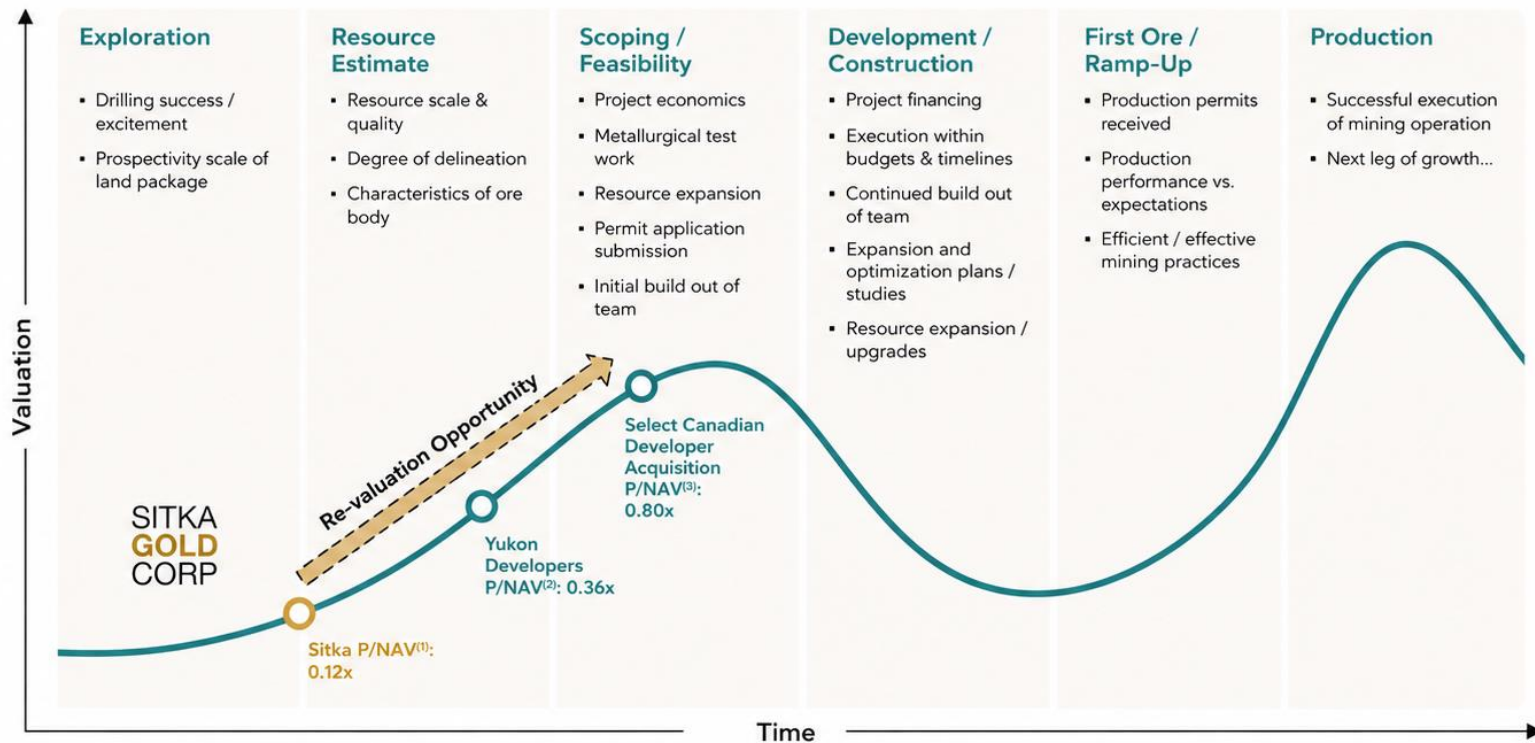 Exploration
▪ Drilling success /
excitement
▪ Prospectivity scale of
land package
Resource
Estimate
▪ Resource scale &
quality
▪ Degree of delineation
▪ Characteristics of ore
body
Scoping /
Feasibility
▪ Project economics
▪ Metallurgical test
work
▪ Resource expansion
▪ Permit application
submission
▪ Initial build out of
team
Development /
Construction
▪ Project financing
▪ Execution within
budgets & timelines
▪ Continued build out
of team
▪ Expansion and
optimization plans /
studies
▪ Resource expansion /
upgrades
First Ore /
Ramp-Up
▪ Production permits
received
▪ Production
performance vs.
expectations
▪ Efficient / effective
mining practices
Production
▪ Successful execution
of mining operation
▪ Next leg of growth...
Valuation
Re-valuation Opportunity
SITKA
GOLD
CORP
Sitka P/NAV(1):
0.12x
Yukon
Developers
P/NAV(2): 0.36x
Select Canadian
Developer
Acquisition
P/NAV(3):
0.80x
Time